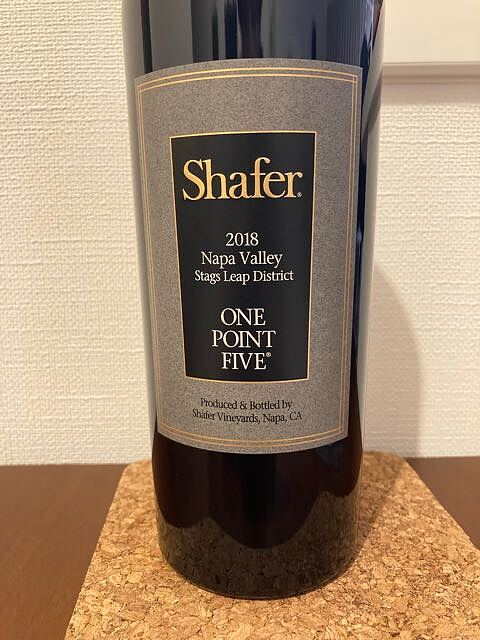 Shafer®
2018
Napa Valley
Stags Leap District
ONE
POINT
FIVE®
Produced & Bottled by
Shafer Vineyards, Napa, CA